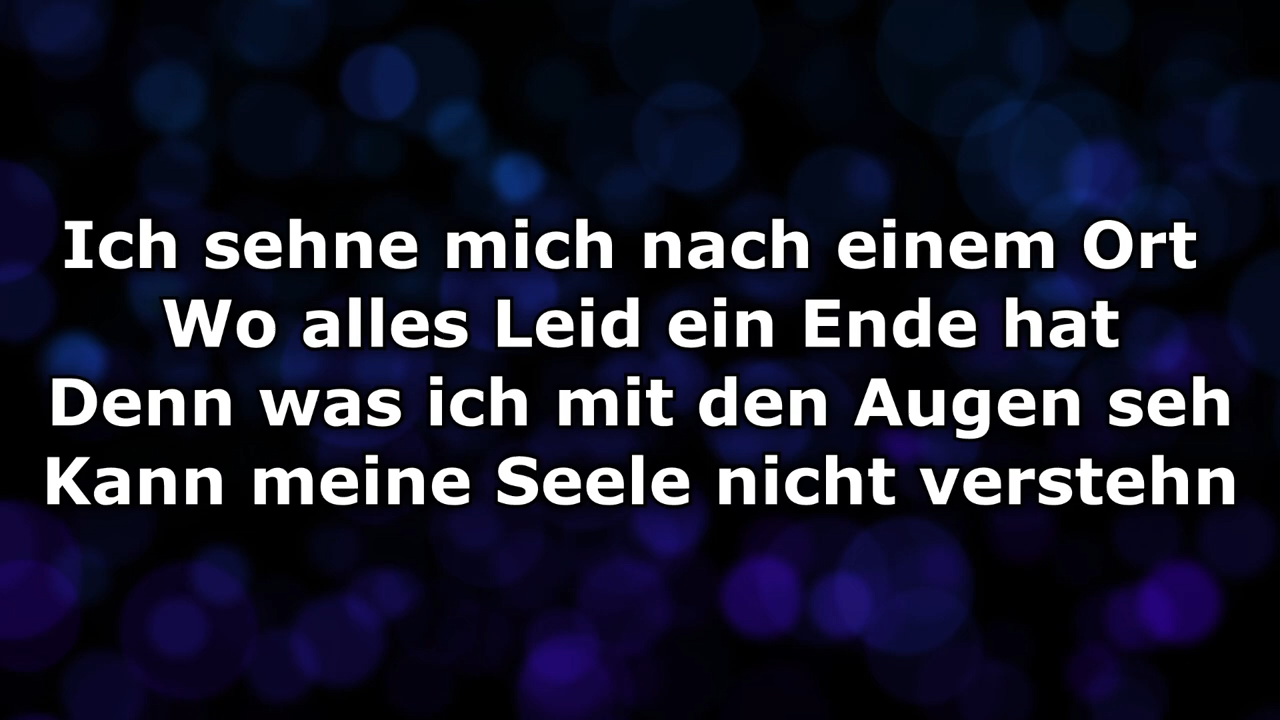 Ich sehne mich nach einem Ort
Wo alles Leid ein Ende hat
Denn was ich mit den Augen seh
Kann meine Seele nicht verstehn